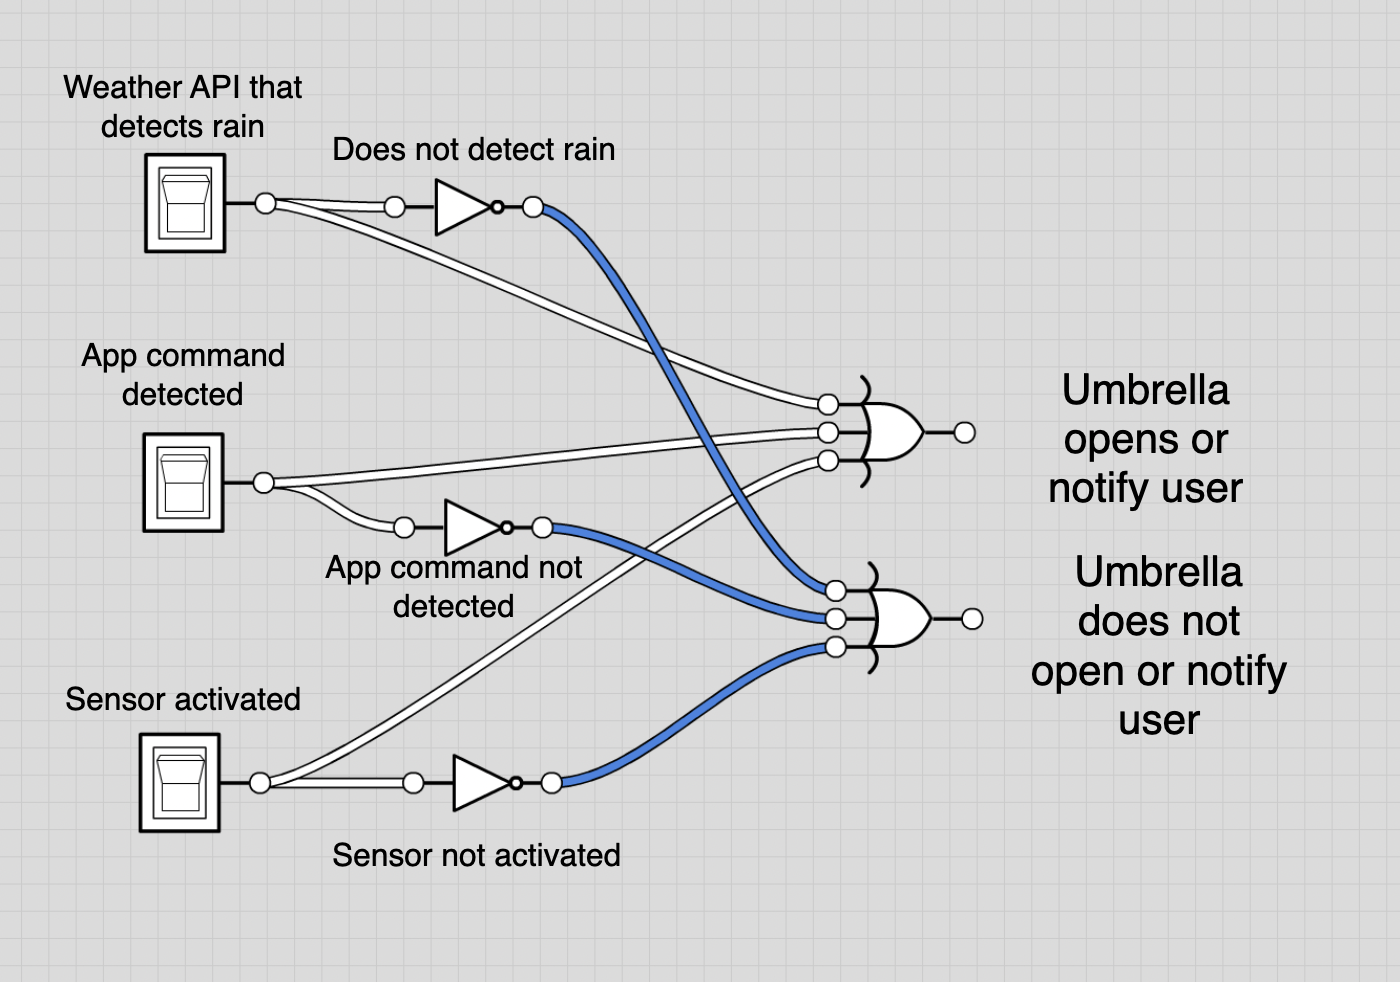 Weather API that
detects rain
Does not detect rain
App command
detected
Umbrella
opens or
notify user
App command not
detected
Umbrella
does not
open or notify
user
Sensor activated
Sensor not activated